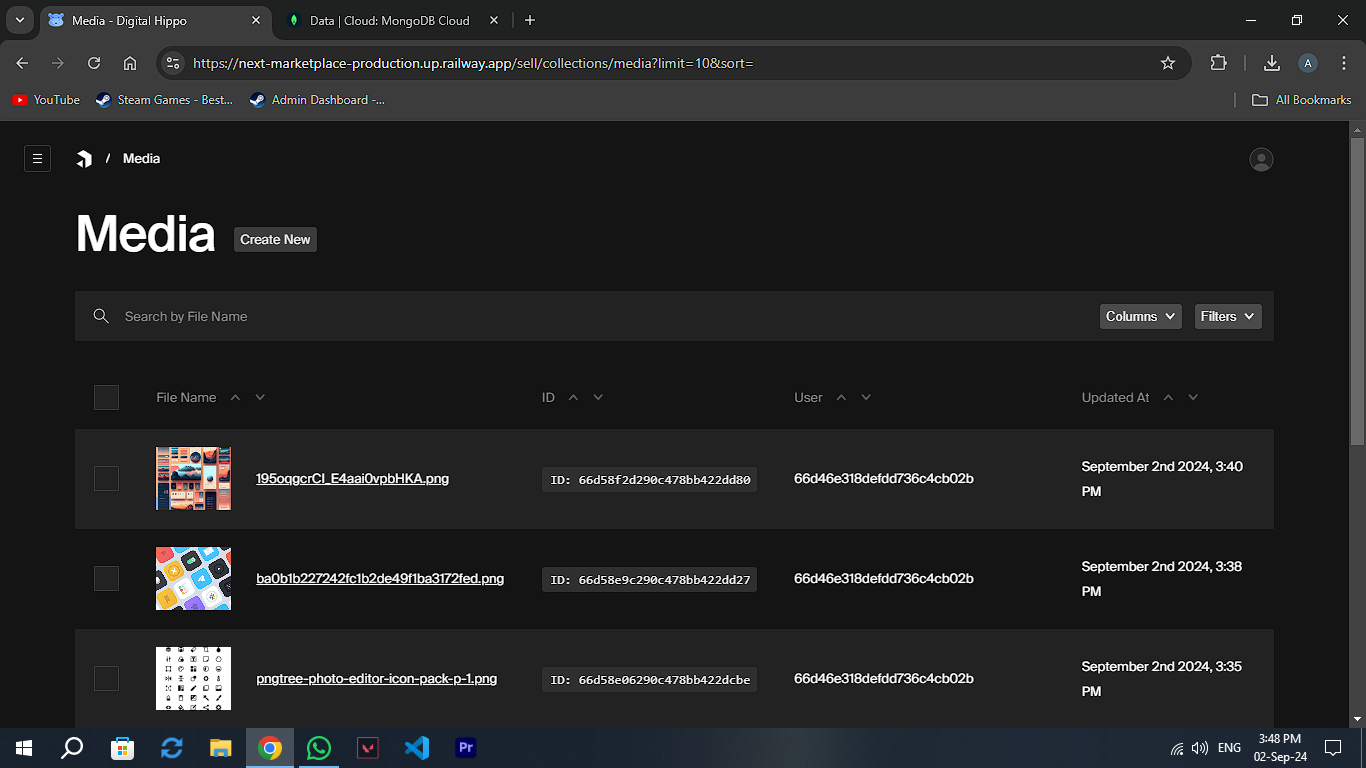 Media - Digital Hippo
Data | Cloud: MongoDB Cloud
https://next-marketplace-production.up.railway.app/sell/collections/media?limit=10&sort=
A
YouTube
Steam Games - Best...
Admin Dashboard -...
All Bookmarks
/ Media
Media
Create New
Search by File Name
Columns
Filters
File Name
ID
User
Updated At
195oqgcrCI_E4aai0vpbHKA.png
ID: 66d58f2d290c478bb422dd80
66d46e318defdd736c4cb02b
September 2nd 2024, 3:40
PM
ba0b1b227242fc1b2de49f1ba3172fed.png
ID: 66d58e9c290c478bb422dd27
66d46e318defdd736c4cb02b
September 2nd 2024, 3:38
PM
pngtree-photo-editor-icon-pack-p-1.png
ID: 66d58e06290c478bb422dcbe
66d46e318defdd736c4cb02b
September 2nd 2024, 3:35
PM
Pr
ENG
3:48 PM
02-Sep-24